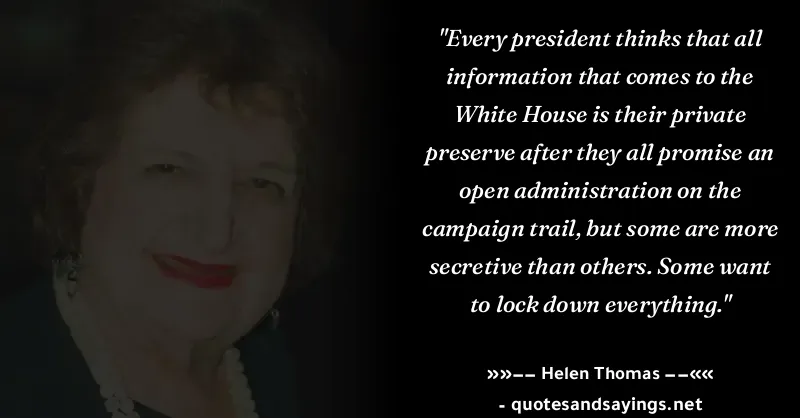 "Every president thinks that all
information that comes to the
White House is their private
preserve after they all promise an
open administration on the
campaign trail, but some are more
secretive than others. Some want
to lock down everything."
»»−− Helen Thomas −−««
- quotesandsayings.net